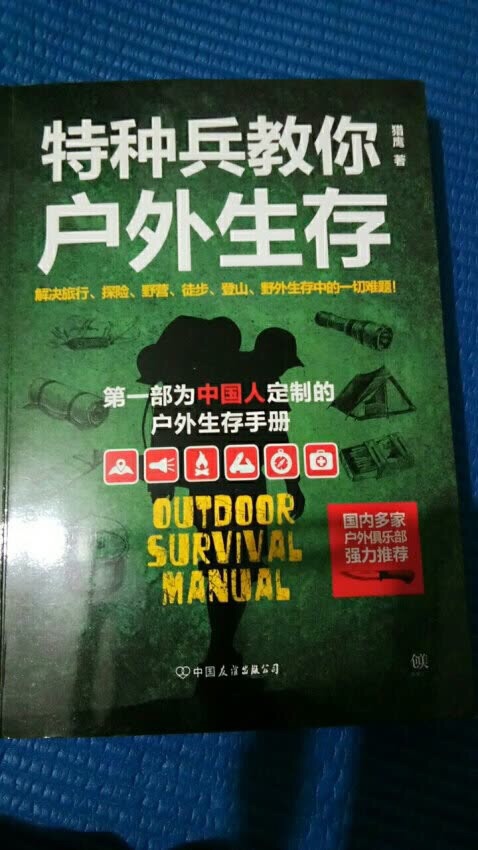 特种兵教你
猎鹰 著
户外生存
解决旅行、探险、野营、徒步、登山、野外生存中的一切难题!
第一部为中国人定制的
户外生存手册
OUTDOOR
SURVIVAL
MANUAL
国内多家
户外俱乐部
强力推荐
中国友谊出版公司